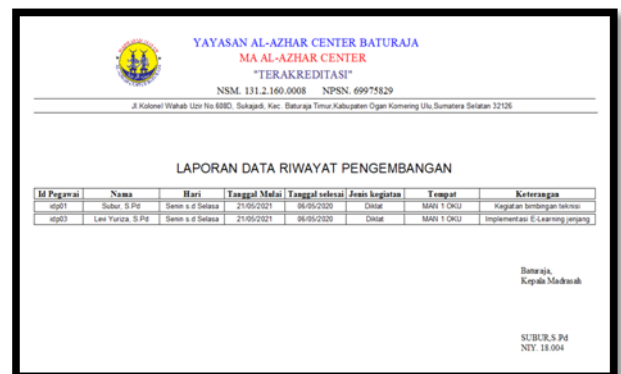 YAYASAN AL-AZHAR CENTER BATURAJA
MA AL-AZHAR CENTER
"TERAKREDITASI"
NSM. 131.2.160.0008 NPSN. 69975829
Jl.Kolonel Wahab Uzir No.608D, Sukajadi, Kec. Baturaja Timur,Kabupaten Ogan Komering Ulu,Sumatera Selatan 32126
LAPORAN DATA RIWAYAT PENGEMBANGAN
Id Pegawai Nama Hari Tanggal Mulai Tanggal selesai Jenis kegiatan Tempat Keterangan
idp01 Subur, S.Pd Senin s.d Selasa 21/05/2021 06/05/2020 Diklat MAN 1 OKU Kegiatan bimbingan teknisi
idp03 Levi Yuriza, S.Pd Senin s.d Selasa 21/05/2021 06/05/2020 Diklat MAN 1 OKU Implementasi E-Learning jenjang
Baturaja,
Kepala Madrasah
SUBUR,S.Pd
NIY. 18.004